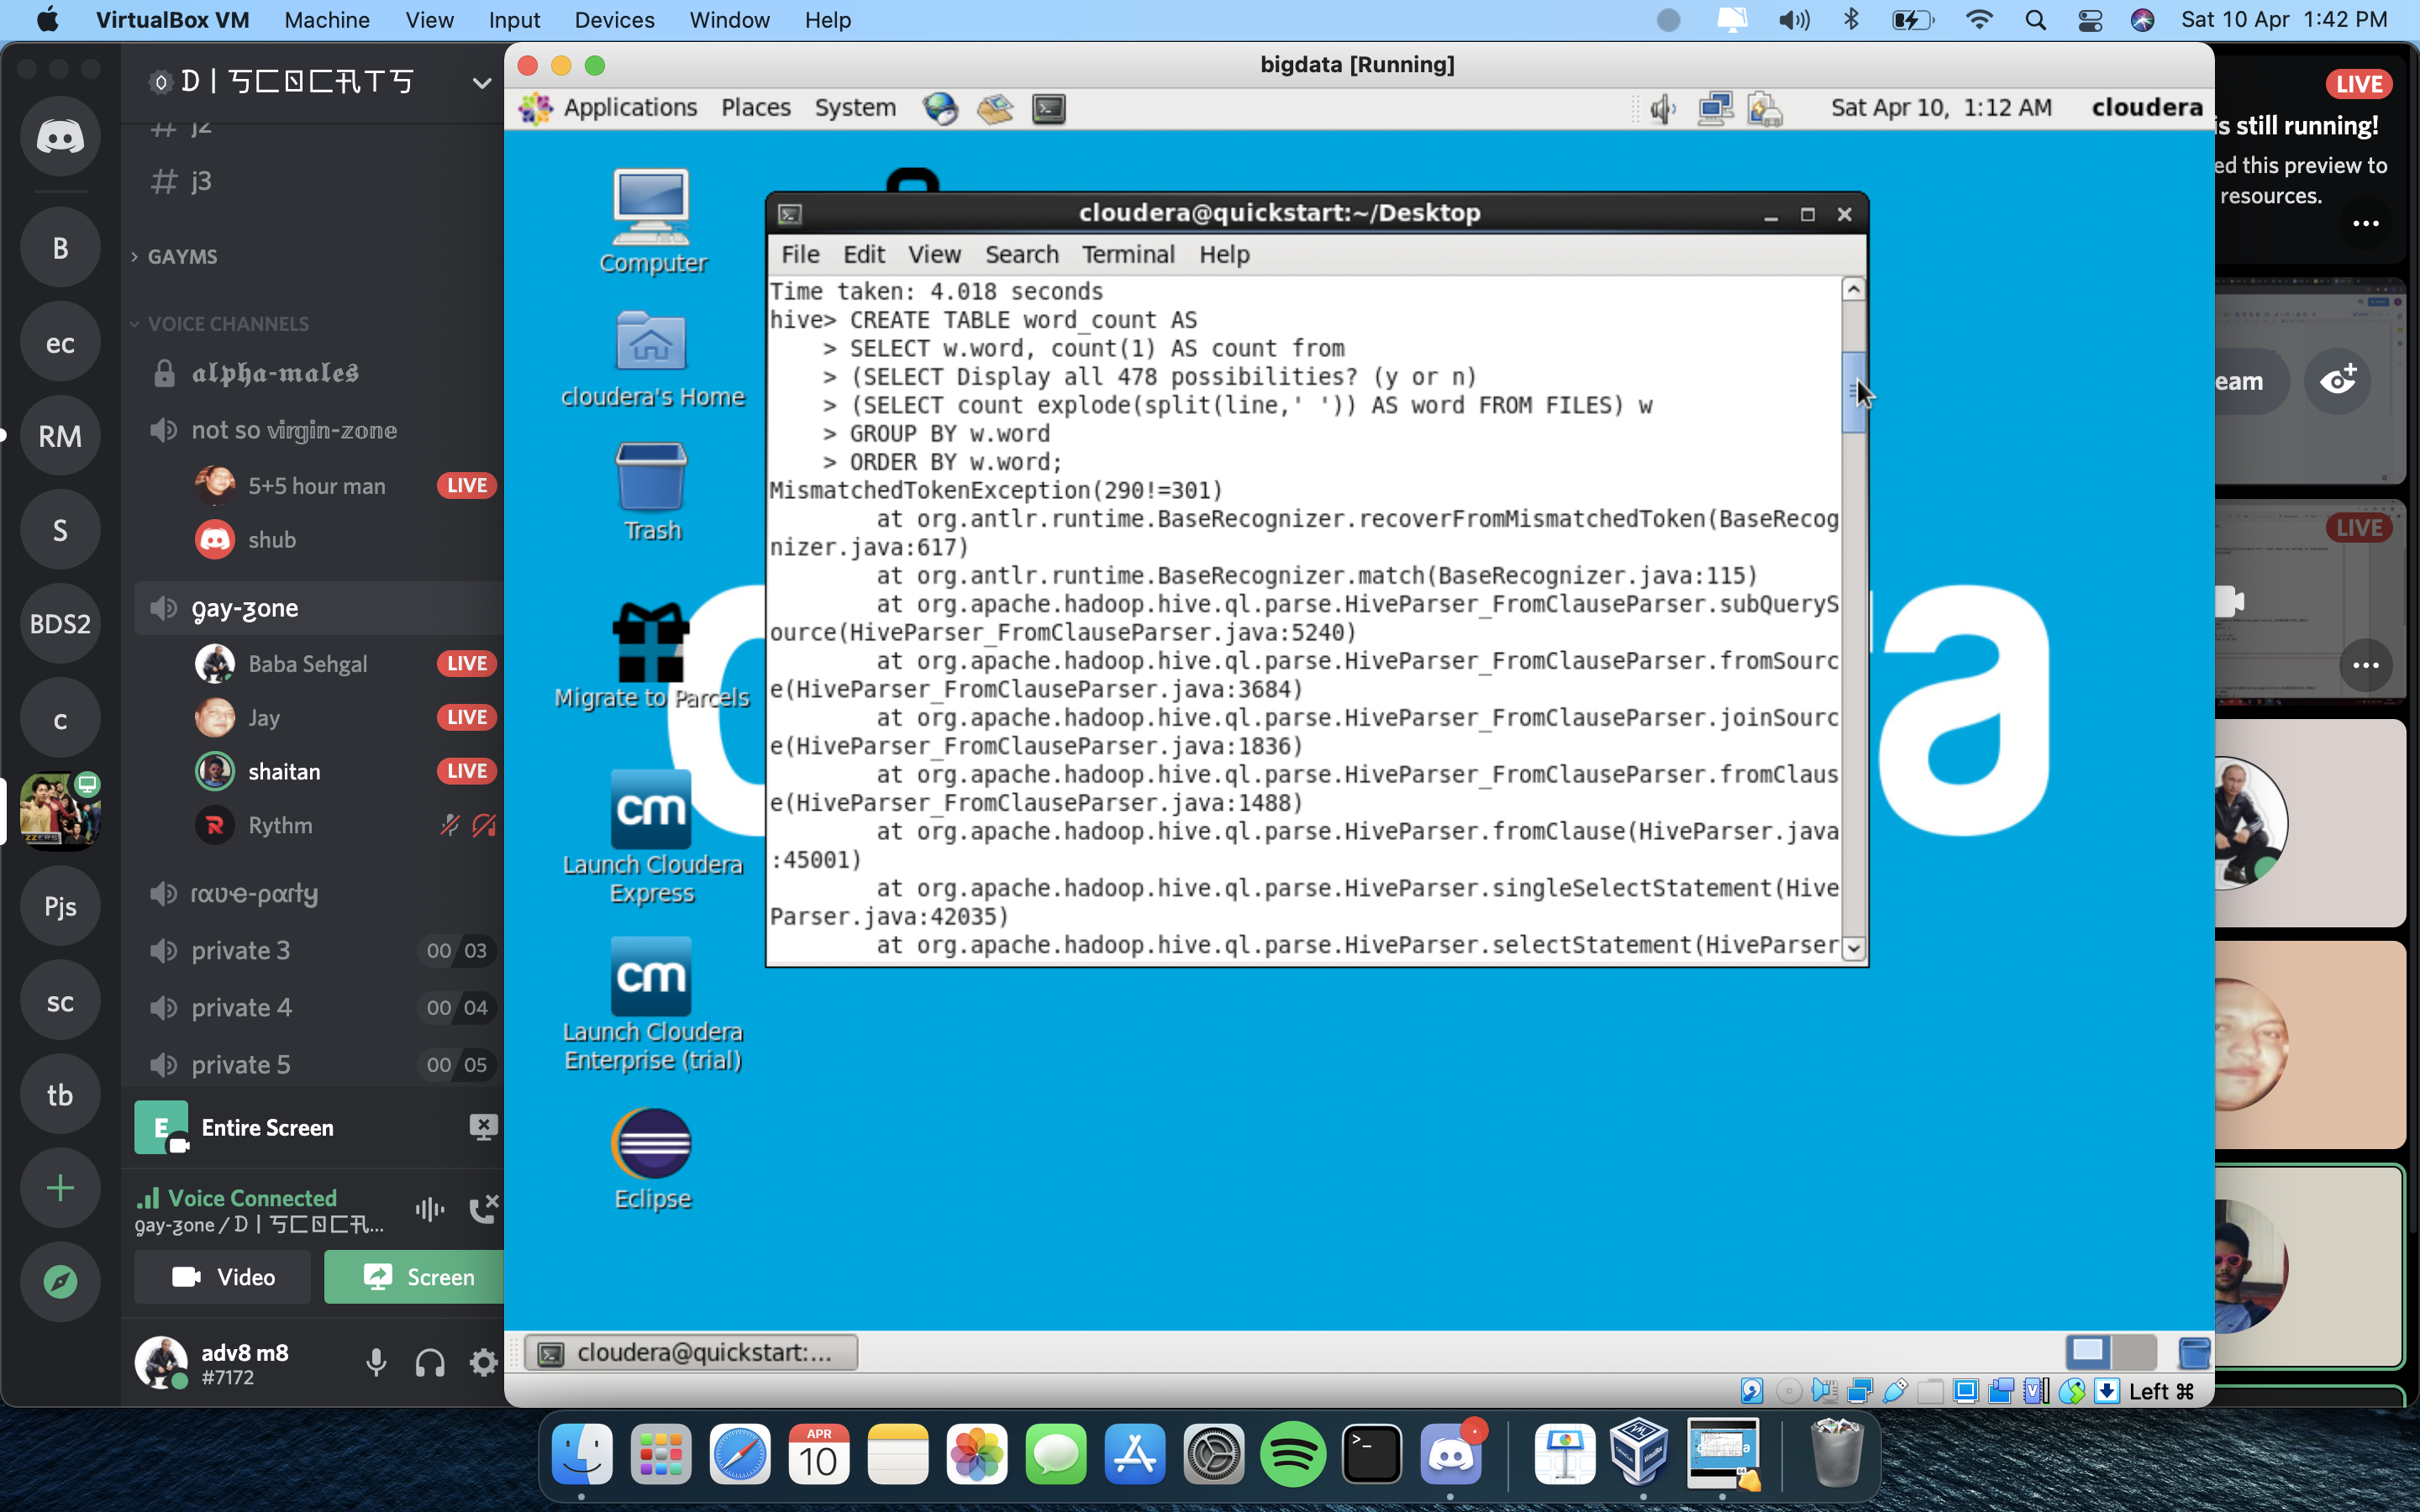 VirtualBox VM Machine View Input Devices Window Help
Sat 10 Apr 1:42 PM
bigdata [Running]
Applications Places System
Sat Apr 10, 1:12 AM cloudera
D |
# j2
# j3
GAYMS
VOICE CHANNELS
alpha-males
not so virgin-zone
5+5 hour man LIVE
shub
gay-zone
Baba Sehgal LIVE
Jay LIVE
shaitan LIVE
Rythm
rave-party
private 3 00 03
private 4 00 04
private 5 00 05
E Entire Screen
Voice Connected
gay-zone / D |
Video
Screen
adv8 m8
#7172
B
ec
RM
S
BDS2
c
Pjs
sc
tb
Computer
cloudera's Home
Trash
Migrate to Parcels
cm
Launch Cloudera
Express
cm
Launch Cloudera
Enterprise (trial)
Eclipse
cloudera@quickstart:~/Desktop
File Edit View Search Terminal Help
Time taken: 4.018 seconds
hive> CREATE TABLE word_count AS
> SELECT w.word, count(1) AS count from
> (SELECT Display all 478 possibilities? (y or n)
> (SELECT count explode(split(line,' ')) AS word FROM FILES) w
> GROUP BY w.word
> ORDER BY w.word;
MismatchedTokenException(290!=301)
at org.antlr.runtime.BaseRecognizer.recoverFromMismatchedToken(BaseRecog
nizer.java:617)
at org.antlr.runtime.BaseRecognizer.match(BaseRecognizer.java:115)
at org.apache.hadoop.hive.ql.parse.HiveParser_FromClauseParser.subQueryS
ource(HiveParser_FromClauseParser.java:5240)
at org.apache.hadoop.hive.ql.parse.HiveParser_FromClauseParser.fromSourc
e(HiveParser_FromClauseParser.java:3684)
at org.apache.hadoop.hive.ql.parse.HiveParser_FromClauseParser.joinSourc
e(HiveParser_FromClauseParser.java:1836)
at org.apache.hadoop.hive.ql.parse.HiveParser_FromClauseParser.fromClaus
e(HiveParser_FromClauseParser.java:1488)
at org.apache.hadoop.hive.ql.parse.HiveParser.fromClause(HiveParser.java
:45001)
at org.apache.hadoop.hive.ql.parse.HiveParser.singleSelectStatement(Hive
Parser.java:42035)
at org.apache.hadoop.hive.ql.parse.HiveParser.selectStatement(HiveParser
a
cloudera@quickstart:...
Left ⌘
LIVE
is still running!
ed this preview to
resources.
eam
LIVE
APR
10